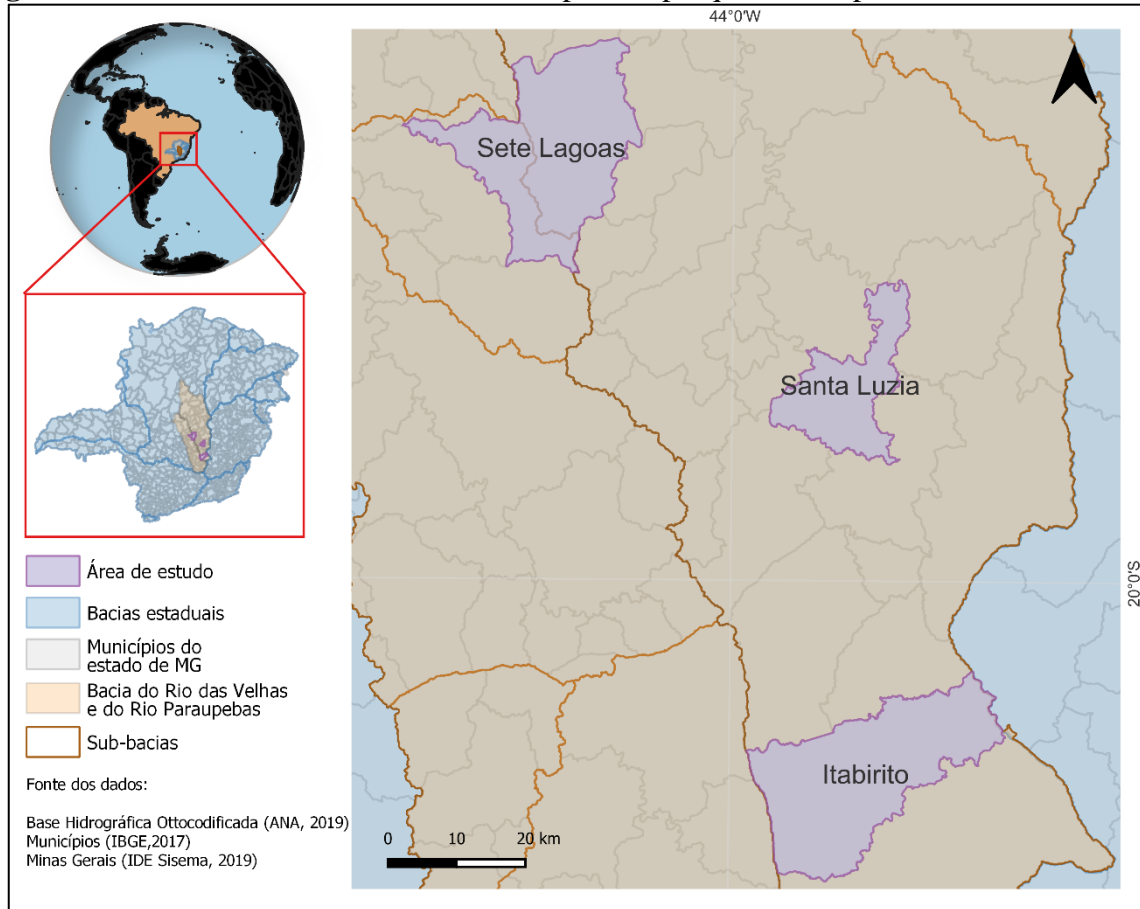 44°0'W
Sete Lagoas
Santa Luzia
20°0'S
Itabirito
0 10 20 km
Área de estudo
Bacias estaduais
Municípios do
estado de MG
Bacia do Rio das Velhas
e do Rio Paraupebas
Sub-bacias
Fonte dos dados:
Base Hidrográfica Ottocodificada (ANA, 2019)
Municípios (IBGE,2017)
Minas Gerais (IDE Sisema, 2019)